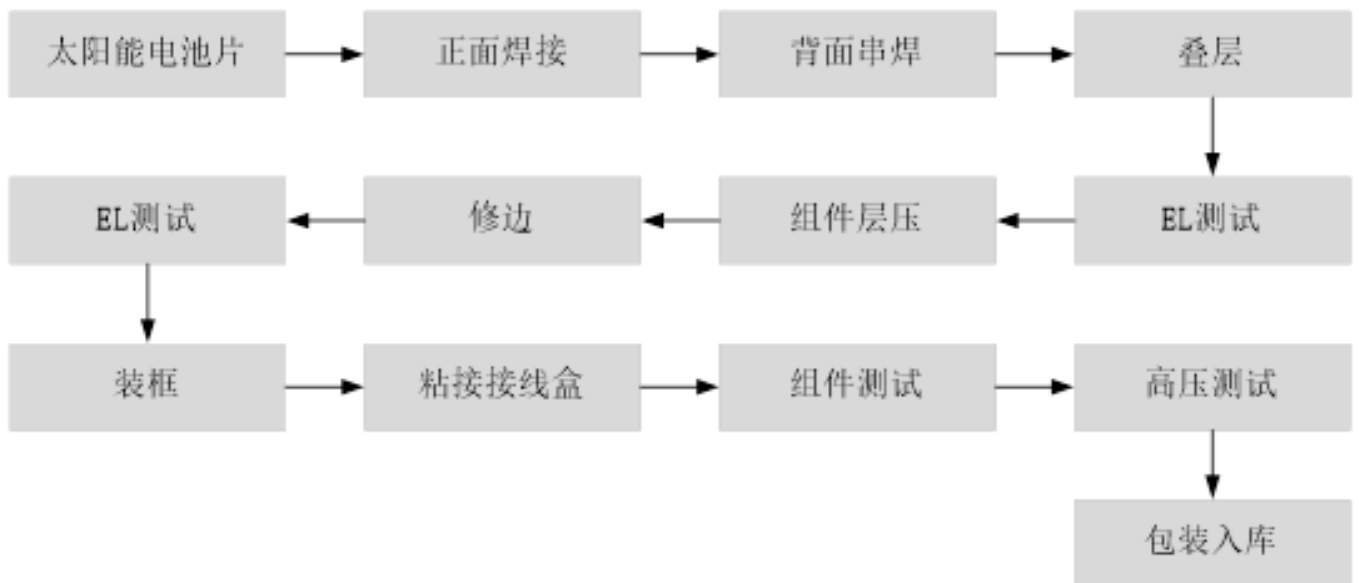 太阳能电池片
正面焊接
背面串焊
叠层
EL测试
组件层压
修边
EL测试
装框
粘接接线盒
组件测试
高压测试
包装入库